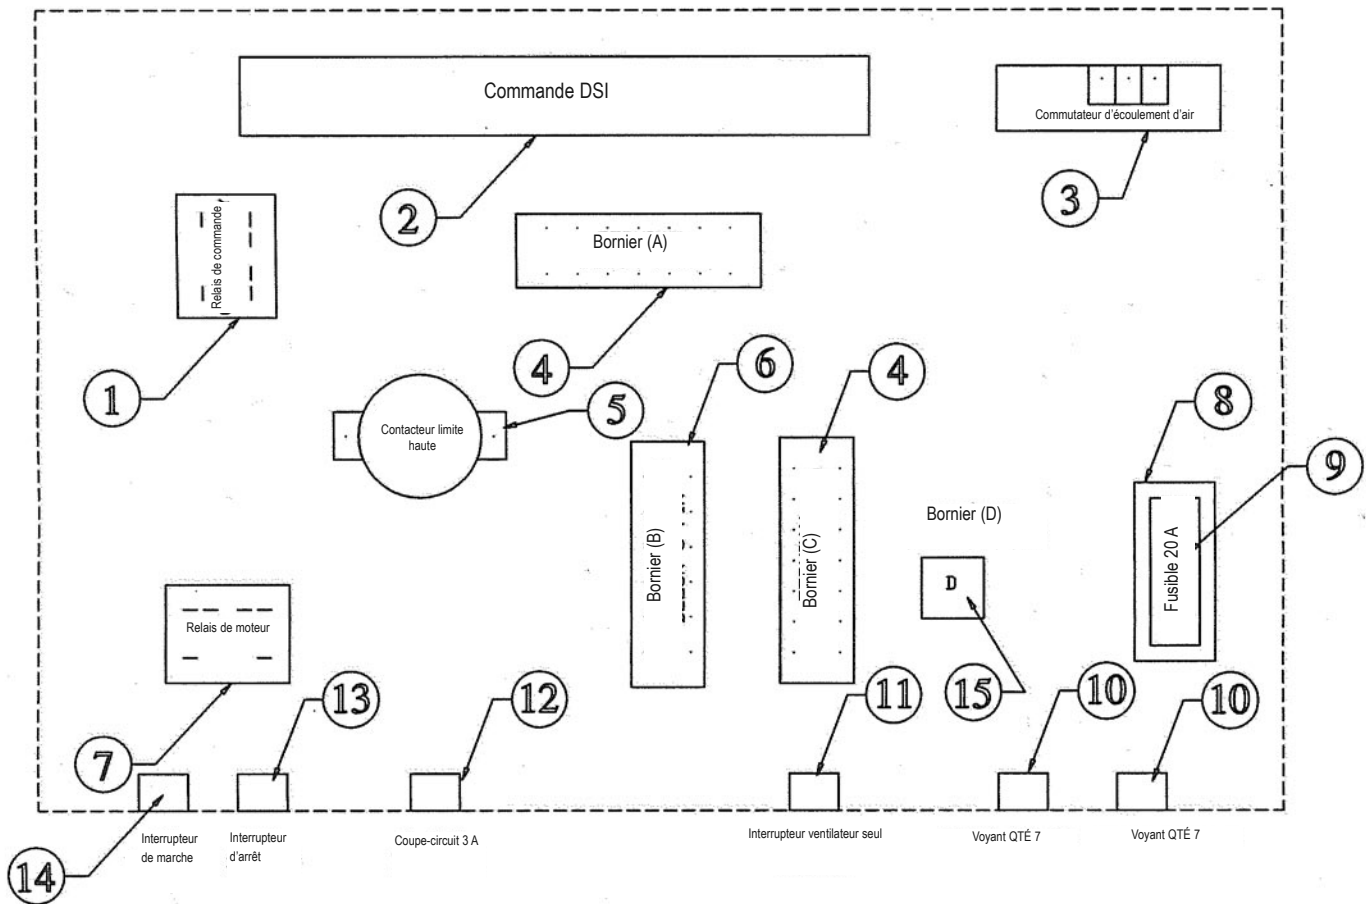 Commande DSI
Commutateur d'écoulement d'air
2
3
Relais de commande
Bornier (A)
1
4
6
4
5
8
Contacteur limite
haute
9
Bornier (B)
Bornier (C)
Bornier (D)
D
Fusible 20 A
Relais de moteur
13
12
11
15
10
10
7
14
Interrupteur
de marche
Interrupteur
d'arrêt
Coupe-circuit 3 A
Interrupteur ventilateur seul
Voyant QTÉ 7
Voyant QTÉ 7